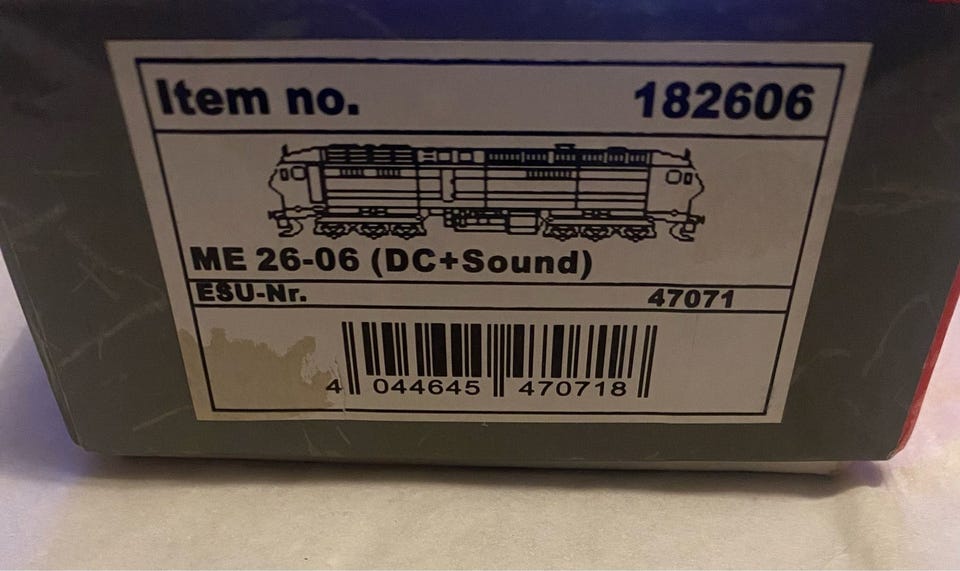 Item no. 182606
ME 26-06 (DC+Sound)
ESU-Nr. 47071
4 044645 470718